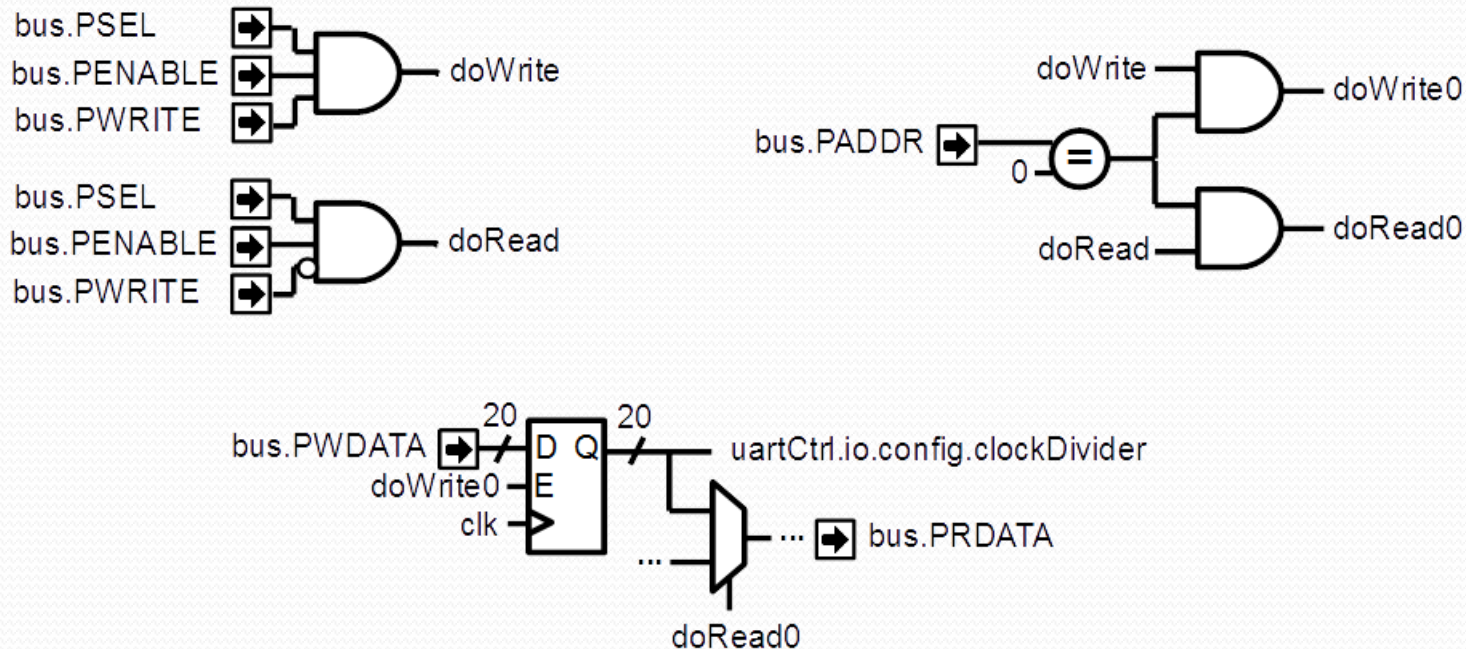 bus.PSEL
bus.PENABLE
bus.PWRITE
doWrite
bus.PSEL
bus.PENABLE
bus.PWRITE
doRead
doWrite
bus.PADDR
0
=
doRead
doWrite0
doRead0
20
20
bus.PWDATA
D Q
uartCtrl.io.config.clockDivider
doWrite0
E
clk
...
...
bus.PRDATA
doRead0